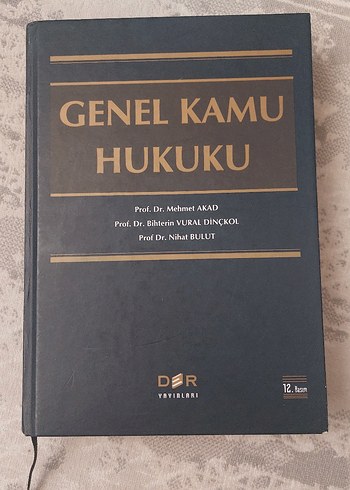 GENEL KAMU
HUKUKU
Prof. Dr. Mehmet AKAD
Prof. Dr. Bihterin VURAL DİNÇKOL
Prof Dr. Nihat BULUT
DER
YAYINLARI
12. Basım